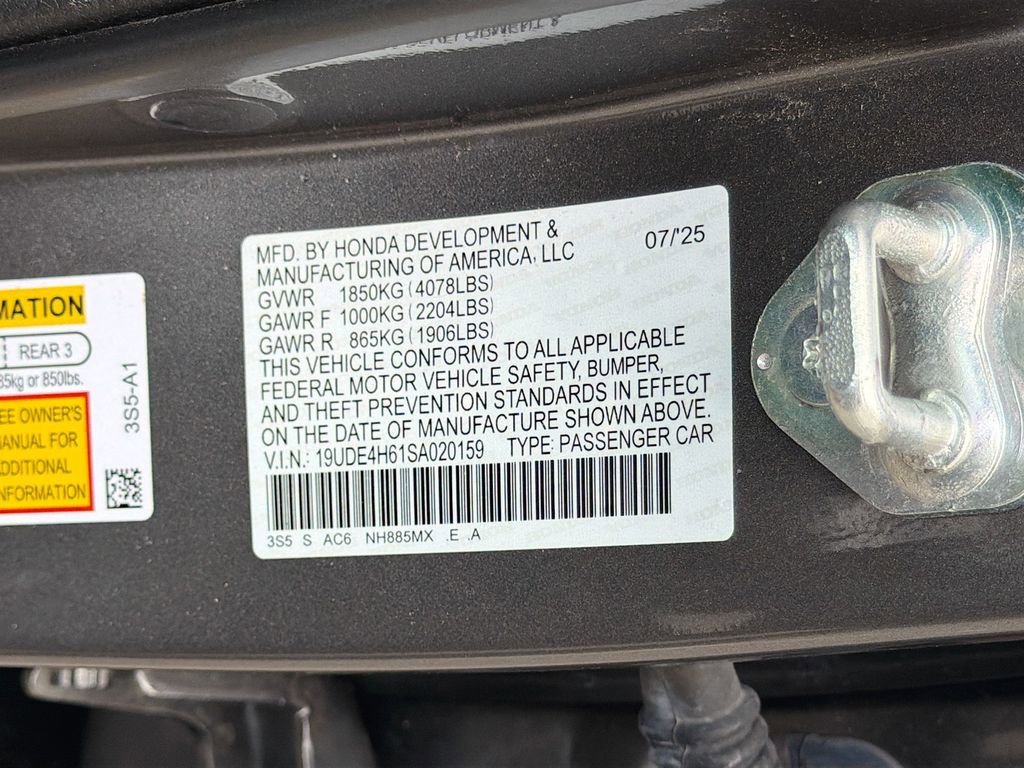 DEVELOPMENT &
MATION
REAR 3
85kg or 850lbs.
EE OWNER'S
MANUAL FOR
ADDITIONAL
INFORMATION
3S5-A1
MFD. BY HONDA DEVELOPMENT &
MANUFACTURING OF AMERICA, LLC
07/'25
GVWR 1850KG (4078LBS)
GAWR F 1000KG (2204LBS)
GAWR R 865KG (1906LBS)
THIS VEHICLE CONFORMS TO ALL APPLICABLE
FEDERAL MOTOR VEHICLE SAFETY, BUMPER,
AND THEFT PREVENTION STANDARDS IN EFFECT
ON THE DATE OF MANUFACTURE SHOWN ABOVE.
V.I.N.: 19UDE4H61SA020159 TYPE: PASSENGER CAR
3S5 S AC6 NH885MX .E .A